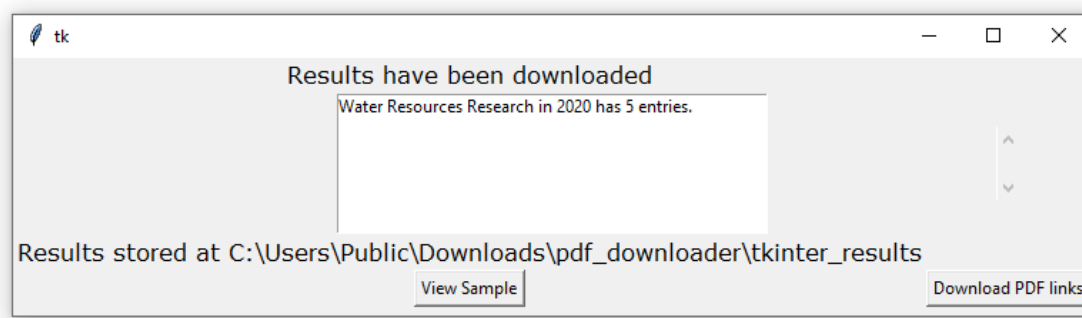 tk
Results have been downloaded
Water Resources Research in 2020 has 5 entries.
Results stored at C:\Users\Public\Downloads\pdf_downloader\tkinter_results
View Sample
Download PDF links